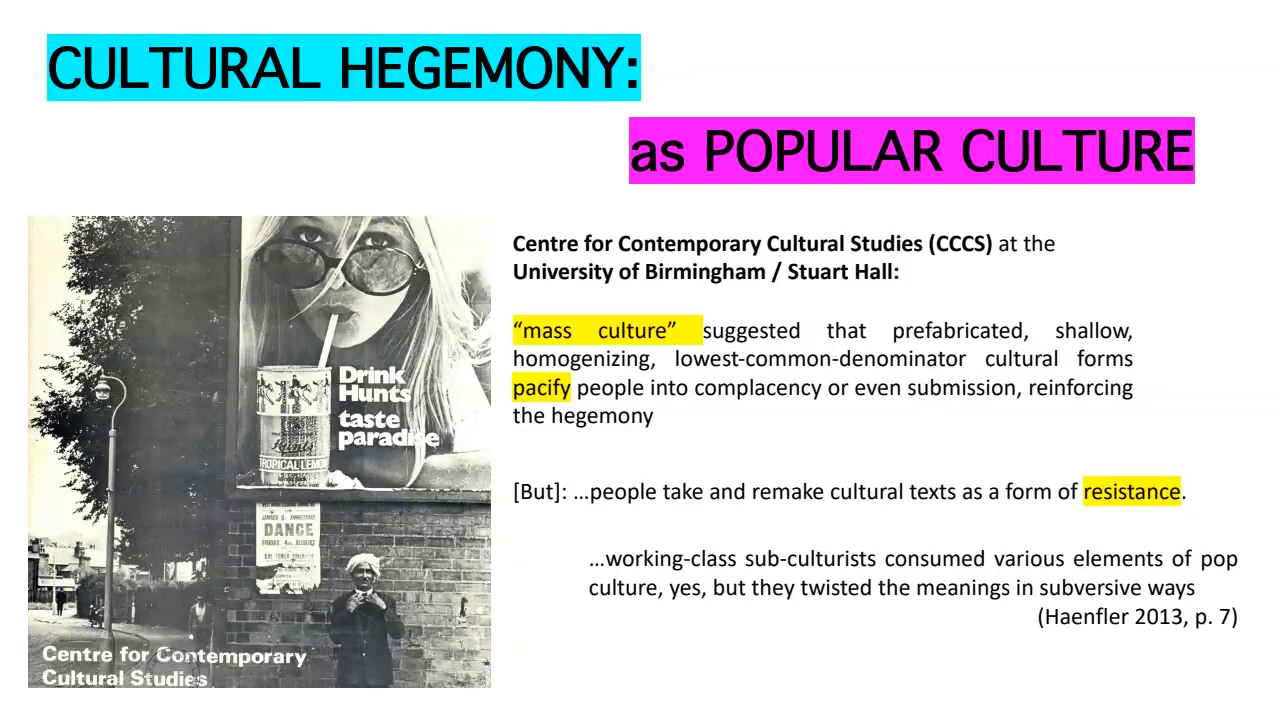 CULTURAL HEGEMONY:
as POPULAR CULTURE
Centre for Contemporary Cultural Studies (CCCS) at the
University of Birmingham / Stuart Hall:
“mass culture” suggested that prefabricated, shallow,
homogenizing, lowest-common-denominator cultural forms
pacify people into complacency or even submission, reinforcing
the hegemony
[But]: …people take and remake cultural texts as a form of resistance.
…working-class sub-culturists consumed various elements of pop
culture, yes, but they twisted the meanings in subversive ways
(Haenfler 2013, p. 7)
Drink
Hunts
taste
paradise
Hunts
TROPICAL LEMO
DANCE
Centre for Contemporary
Cultural Studies